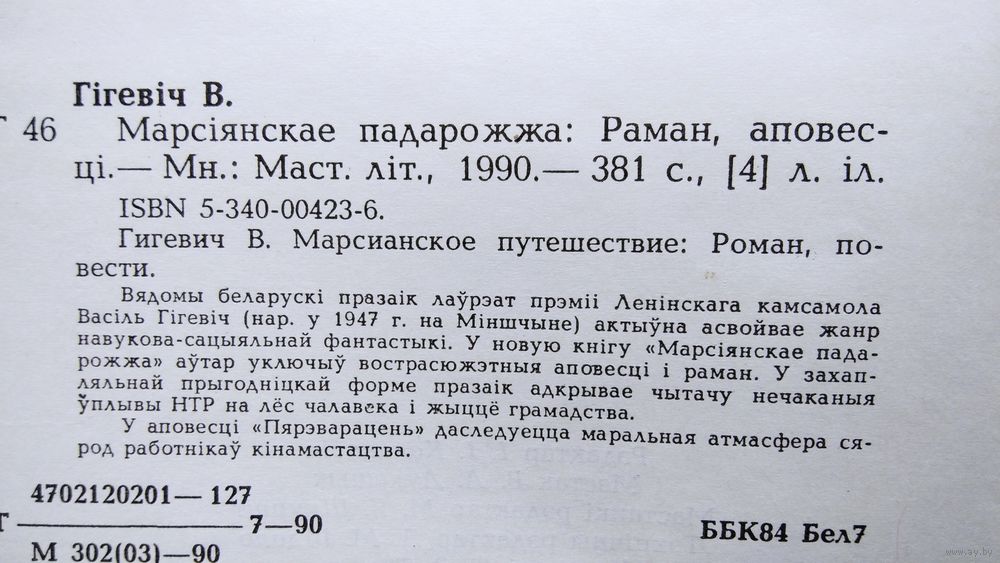 Гігевіч В.
Г 46 Марсіянскае падарожжа: Раман, аповес-
ці.— Мн.: Маст. літ., 1990.— 381 с., [4] л. іл.
ISBN 5-340-00423-6.
Гигевич В. Марсианское путешествие: Роман, по-
вести.
Вядомы беларускі празаік лаўрэат прэміі Ленінскага камсамола
Васіль Гігевіч (нар. у 1947 г. на Міншчыне) актыўна асвойвае жанр
навукова-сацыяльнай фантастыкі. У новую кнігу «Марсіянскае пада-
рожжа» аўтар уключыў вострасюжэтныя аповесці і раман. У захап-
ляльнай прыгодніцкай форме празаік адкрывае чытачу нечаканыя
ўплывы НТР на лёс чалавека і жыццё грамадства.
У аповесці «Пярэварацень» даследуецца маральная атмасфера ся-
род работнікаў кінамастацтва.
4702120201—127
Г ——— 7—90
М 302(03)—90
ББК84 Бел7
www.ay.by